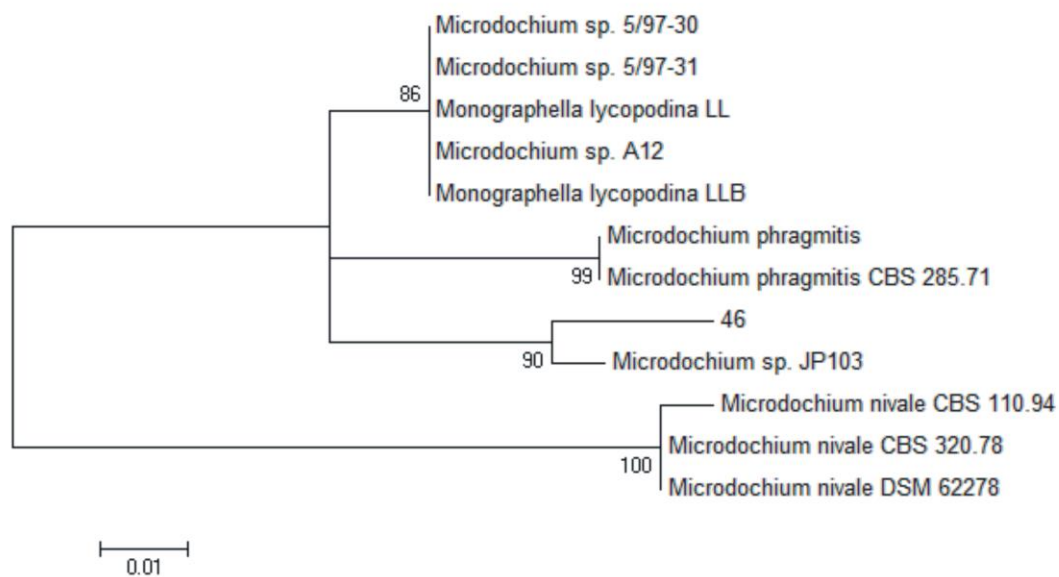 Microdochium sp. 5/97-30
Microdochium sp. 5/97-31
86
Monographella lycopodina LL
Microdochium sp. A12
Monographella lycopodina LLB
Microdochium phragmitis
99
Microdochium phragmitis CBS 285.71
46
90
Microdochium sp. JP103
Microdochium nivale CBS 110.94
Microdochium nivale CBS 320.78
100
Microdochium nivale DSM 62278
0.01